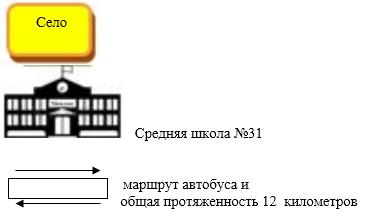 Село
Средняя школа №31
маршрут автобуса и
общая протяженность 12 километров